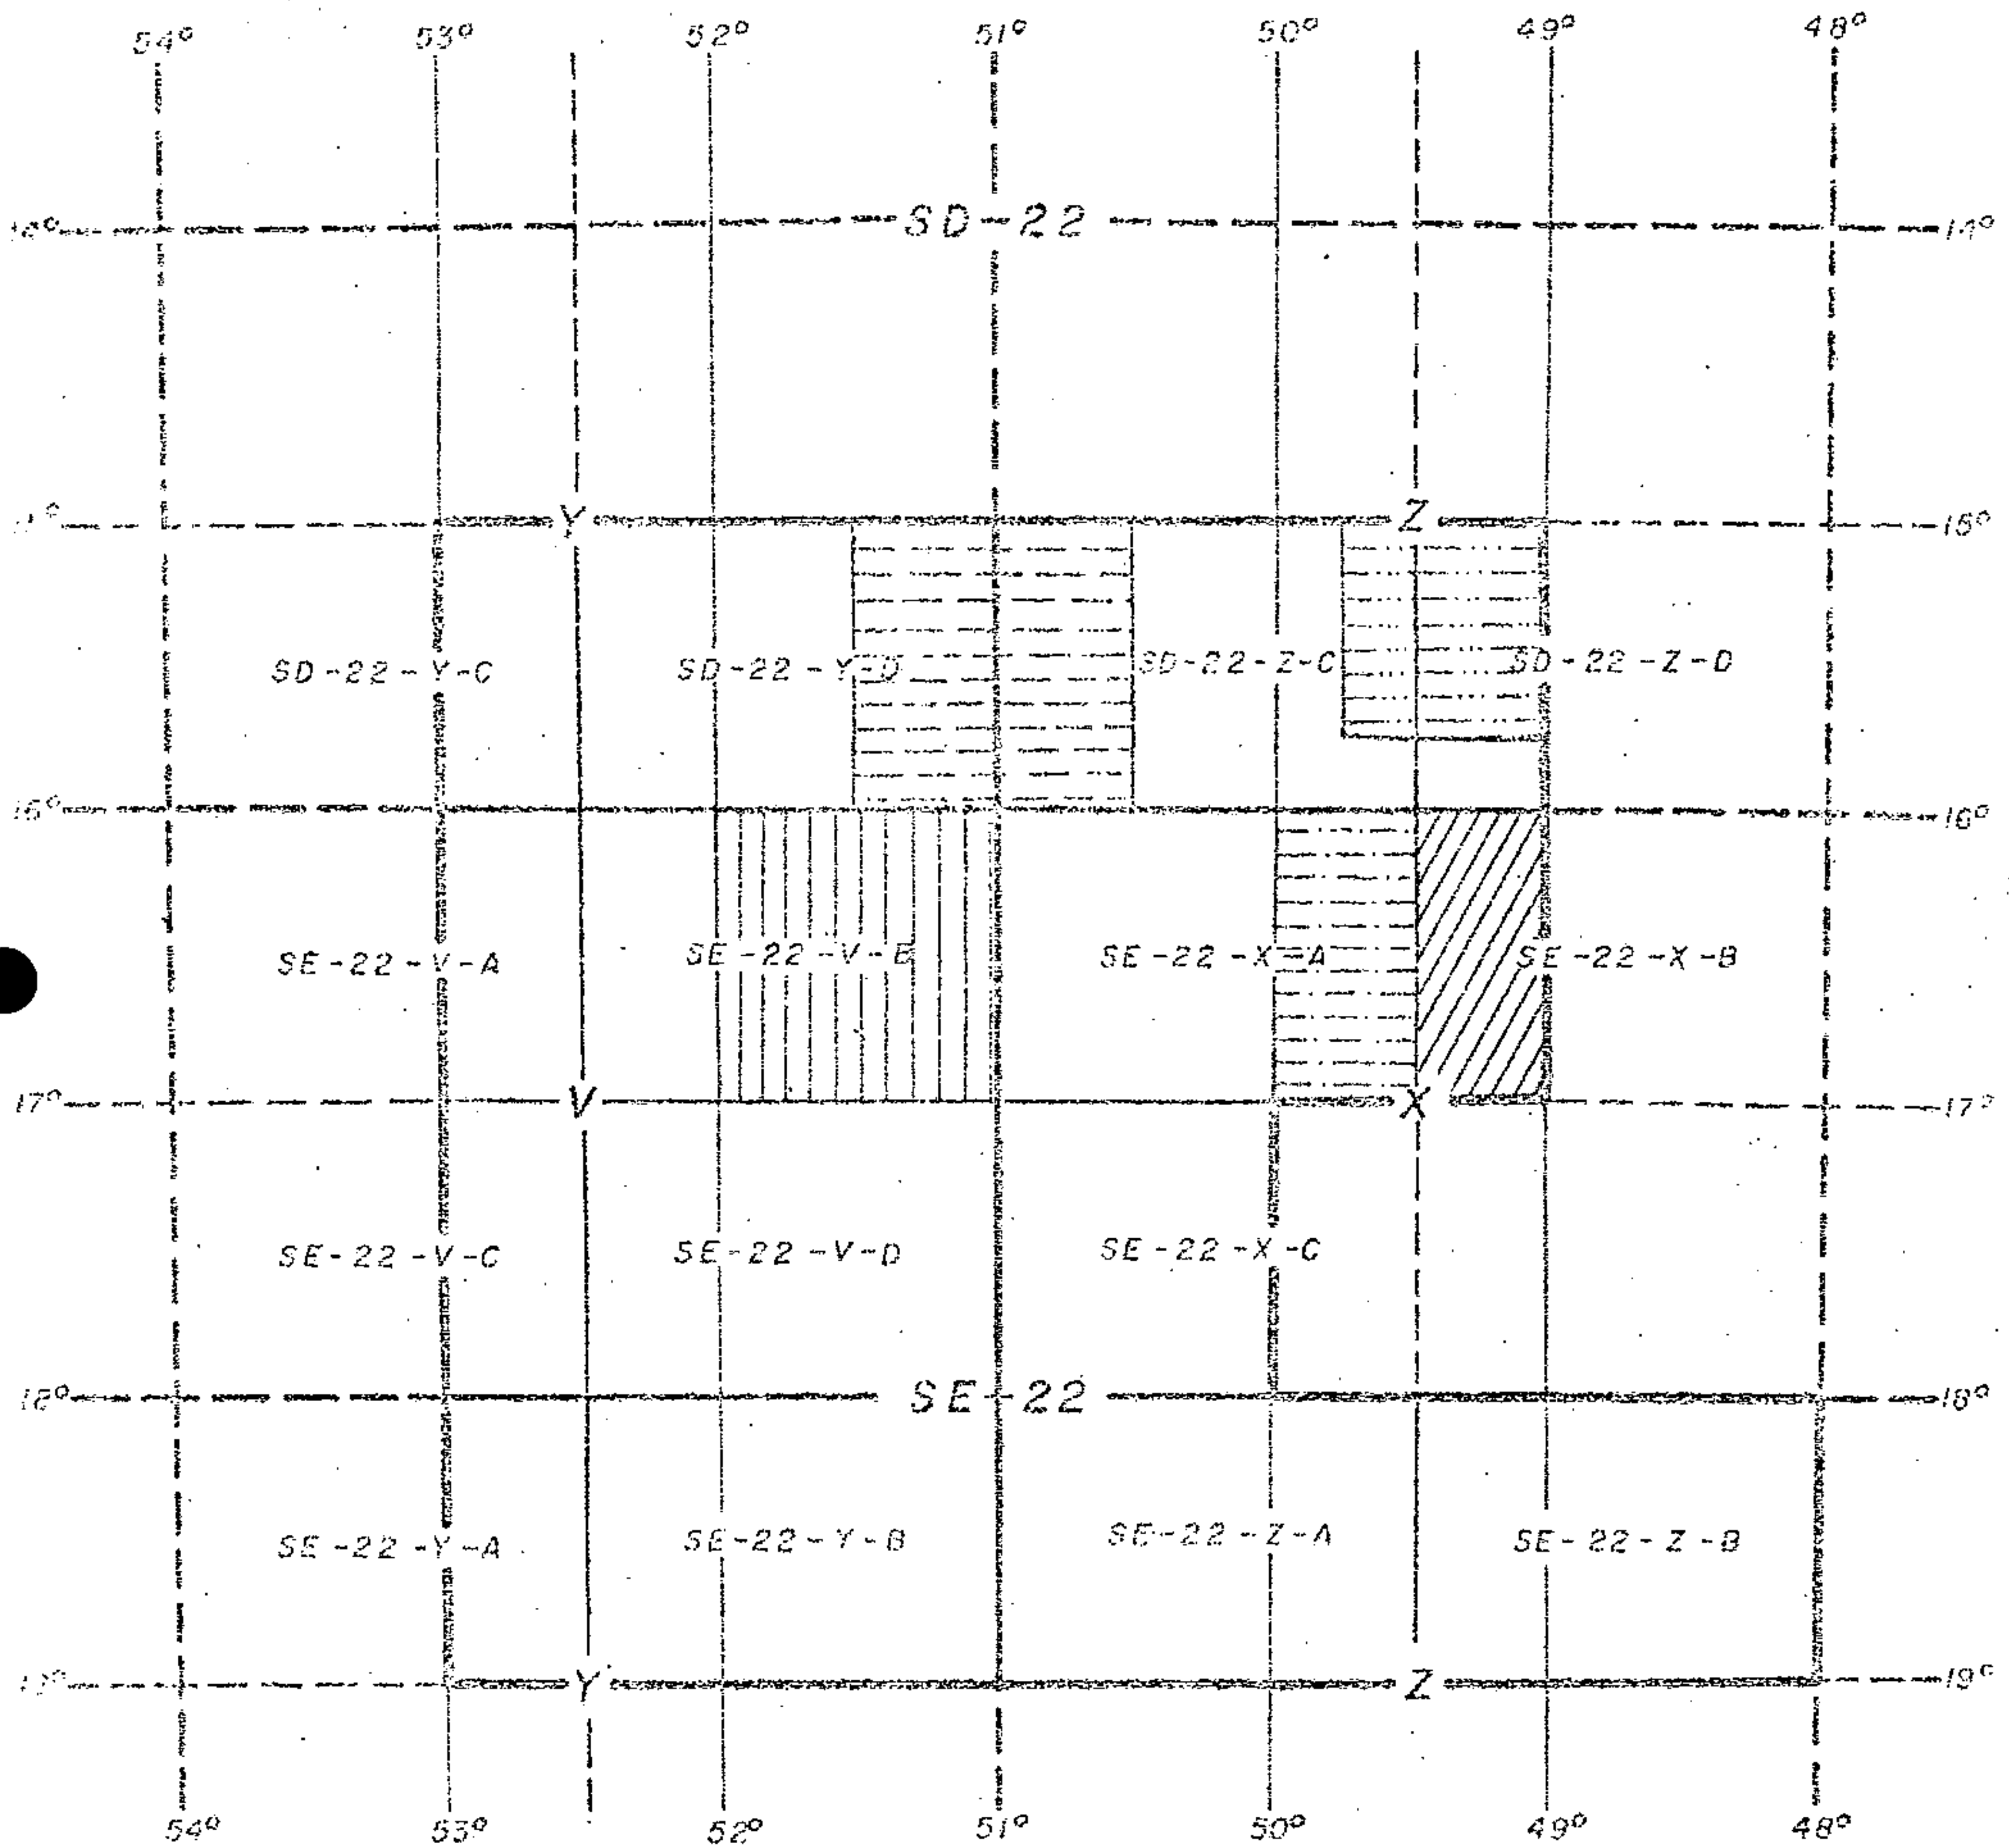 54° 53° 52° 51° 50° 49° 48°
SD-22 14°
Y Z 15°
SD-22-Y-C SD-22-Y-D SD-22-Z-C SD-22-Z-D
16° 16°
SE-22-V-A SE-22-V-B SE-22-X-A SE-22-X-B
17° V X 17°
SE-22-V-C SE-22-V-D SE-22-X-C
18° SE-22 18°
SE-22-Y-A SE-22-Y-B SE-22-Z-A SE-22-Z-B
Y Z 19°
54° 53° 52° 51° 50° 49° 48°